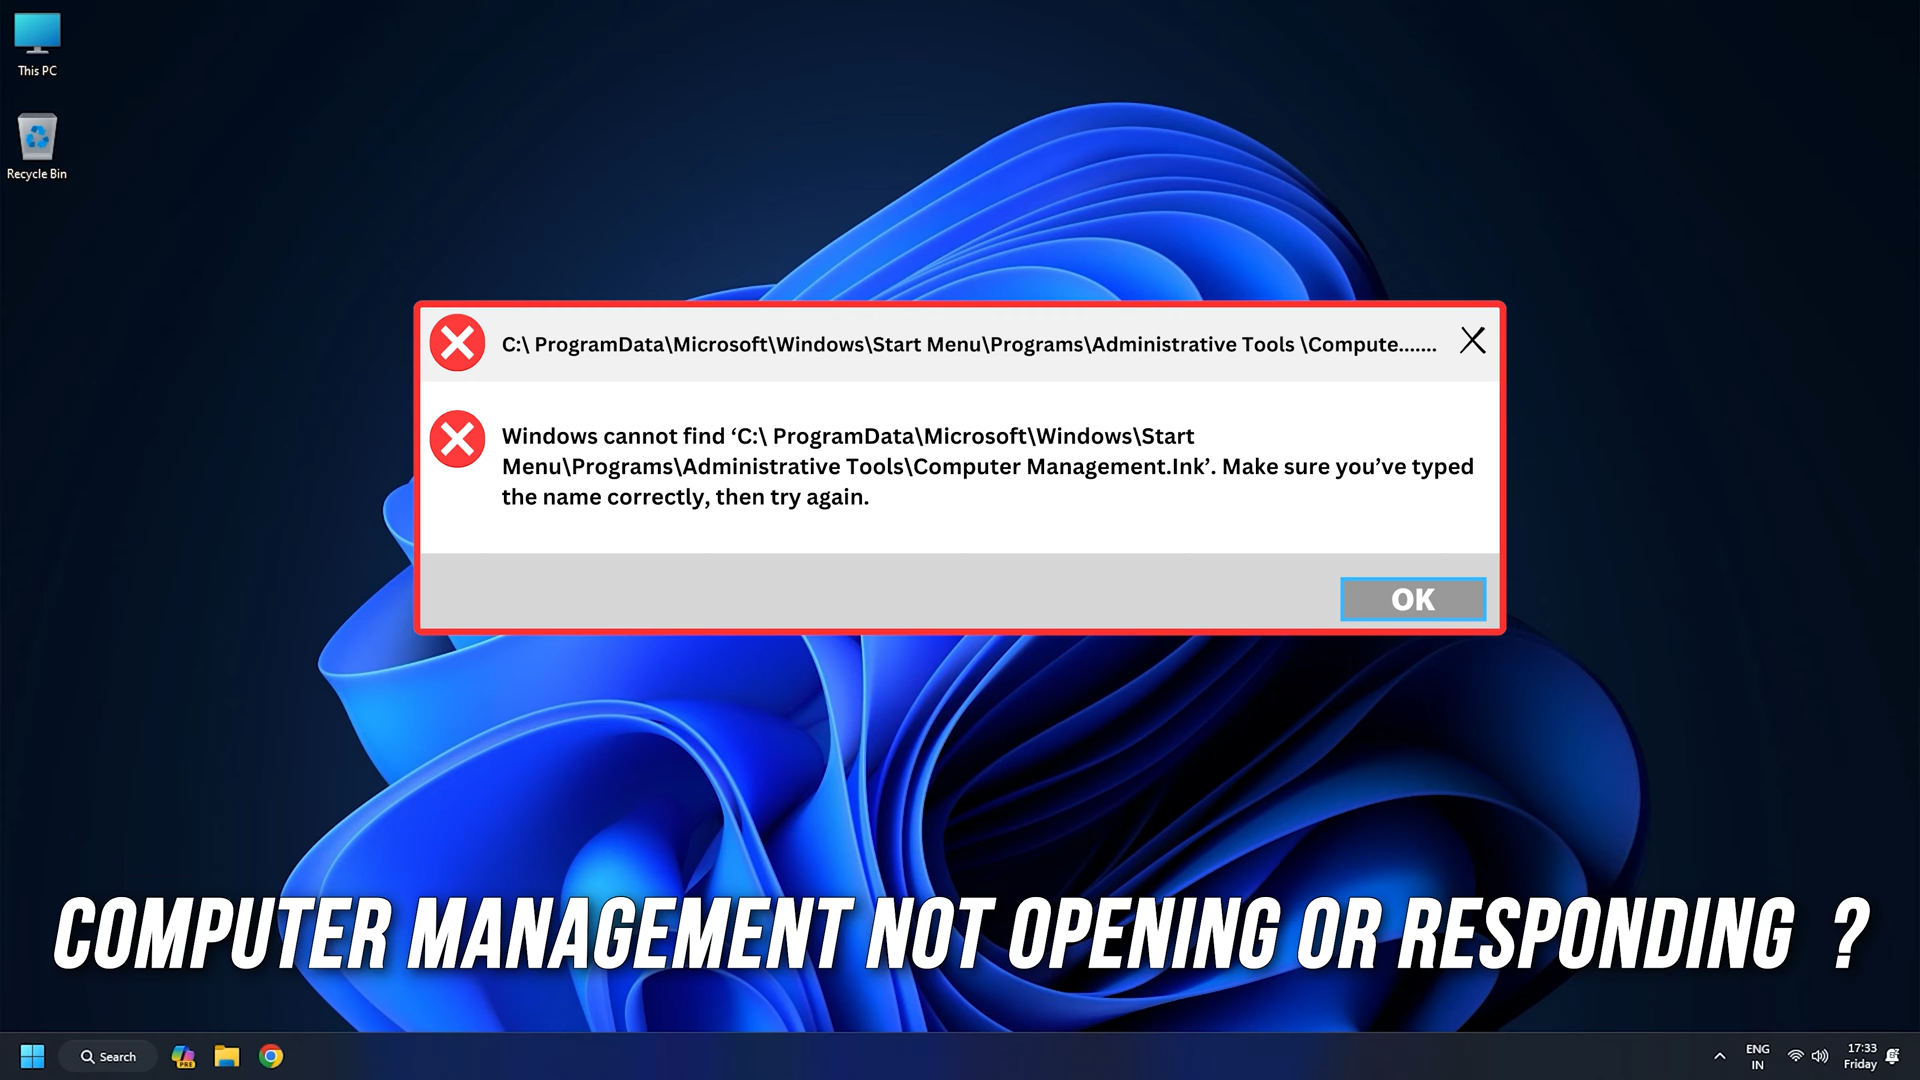 This PC
Recycle Bin
C:\ ProgramData\Microsoft\Windows\Start Menu\Programs\Administrative Tools \Compute.......
Windows cannot find ‘C:\ ProgramData\Microsoft\Windows\Start
Menu\Programs\Administrative Tools\Computer Management.Ink’. Make sure you’ve typed
the name correctly, then try again.
OK
COMPUTER MANAGEMENT NOT OPENING OR RESPONDING ?
Search
PRE
ENG
IN
17:33
Friday